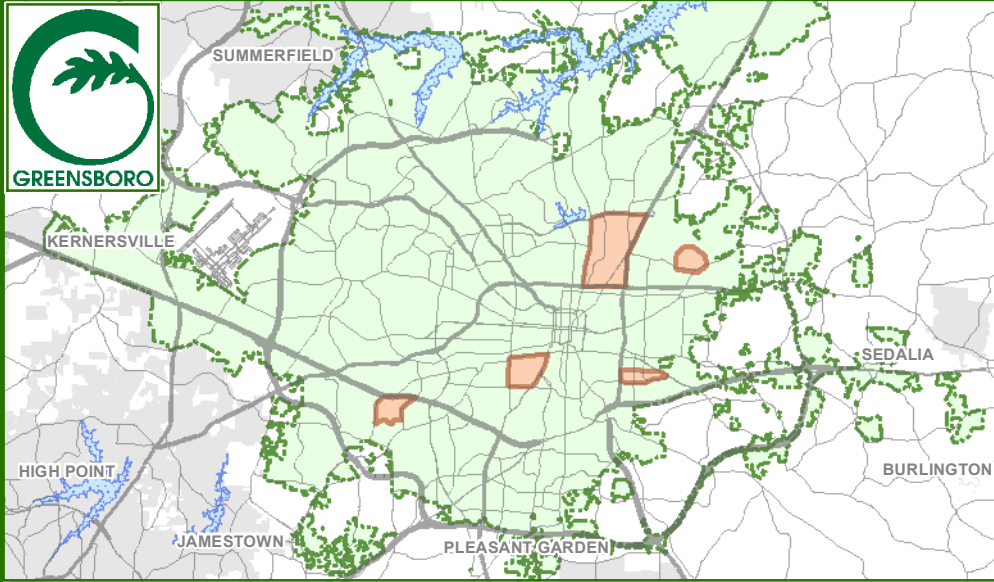 SUMMERFIELD
GREENSBORO
KERNERSVILLE
SEDALIA
HIGH POINT
BURLINGTON
JAMESTOWN
PLEASANT GARDEN